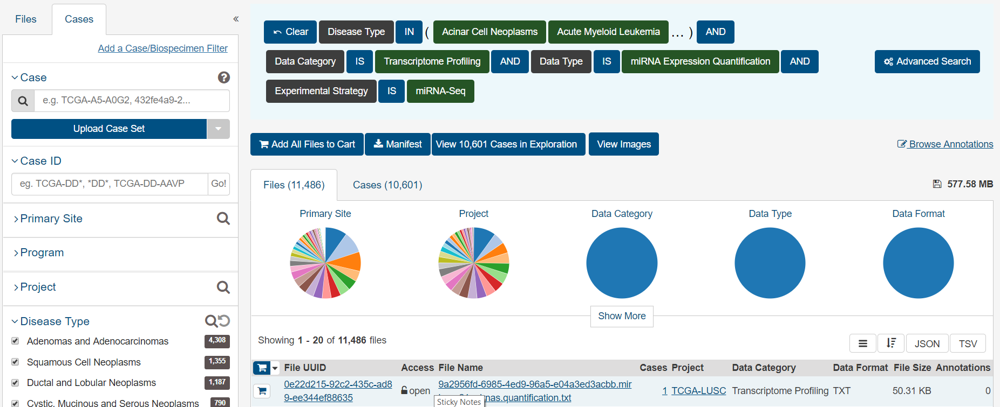 Files Cases «
Add a Case/Biospecimen Filter
Case
e.g. TCGA-A5-A0G2, 432fe4a9-2...
Upload Case Set
Case ID
eg. TCGA-DD*, *DD*, TCGA-DD-AAVP Go!
Primary Site
Program
Project
Disease Type
Adenomas and Adenocarcinomas 4,308
Squamous Cell Neoplasms 1,355
Ductal and Lobular Neoplasms 1,187
Cystic, Mucinous and Serous Neoplasms 790
Clear Disease Type IN ( Acinar Cell Neoplasms Acute Myeloid Leukemia ... ) AND
Data Category IS Transcriptome Profiling AND Data Type IS miRNA Expression Quantification AND
Advanced Search
Experimental Strategy IS miRNA-Seq
Add All Files to Cart Manifest View 10,601 Cases in Exploration View Images
Browse Annotations
Files (11,486) Cases (10,601)
577.58 MB
Primary Site Project Data Category Data Type Data Format
Show More
Showing 1 - 20 of 11,486 files
JSON TSV
File UUID Access File Name Cases Project Data Category Data Format File Size Annotations
0e22d215-92c2-435c-ad8 open 9a2956fd-6985-4ed9-96a5-e04a3ed3acbb.mir 1 TCGA-LUSC Transcriptome Profiling TXT 50.31 KB 0
9-ee344ef88635 nas.quantification.txt
Sticky Notes